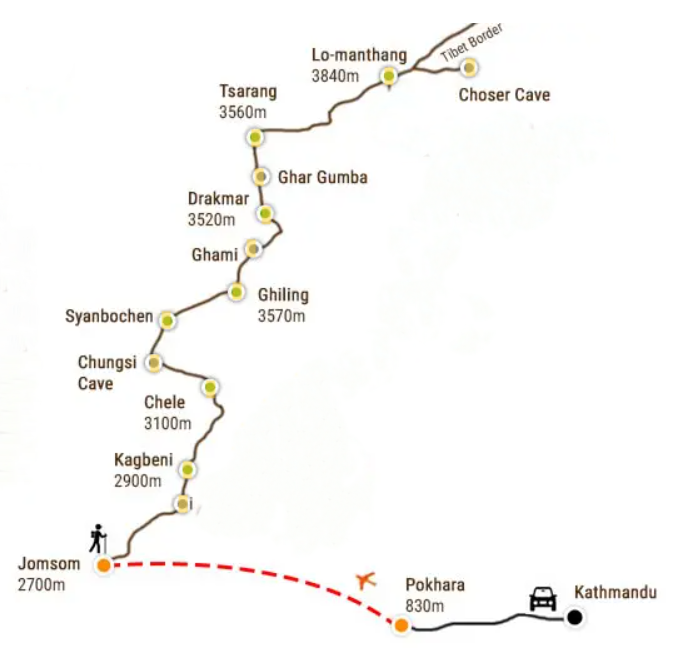 Tibet Border
Lo-manthang
3840m
Choser Cave
Tsarang
3560m
Ghar Gumba
Drakmar
3520m
Ghami
Ghiling
3570m
Syanbochen
Chungsi
Cave
Chele
3100m
Kagbeni
2900m
i
Jomsom
2700m
Pokhara
830m
Kathmandu